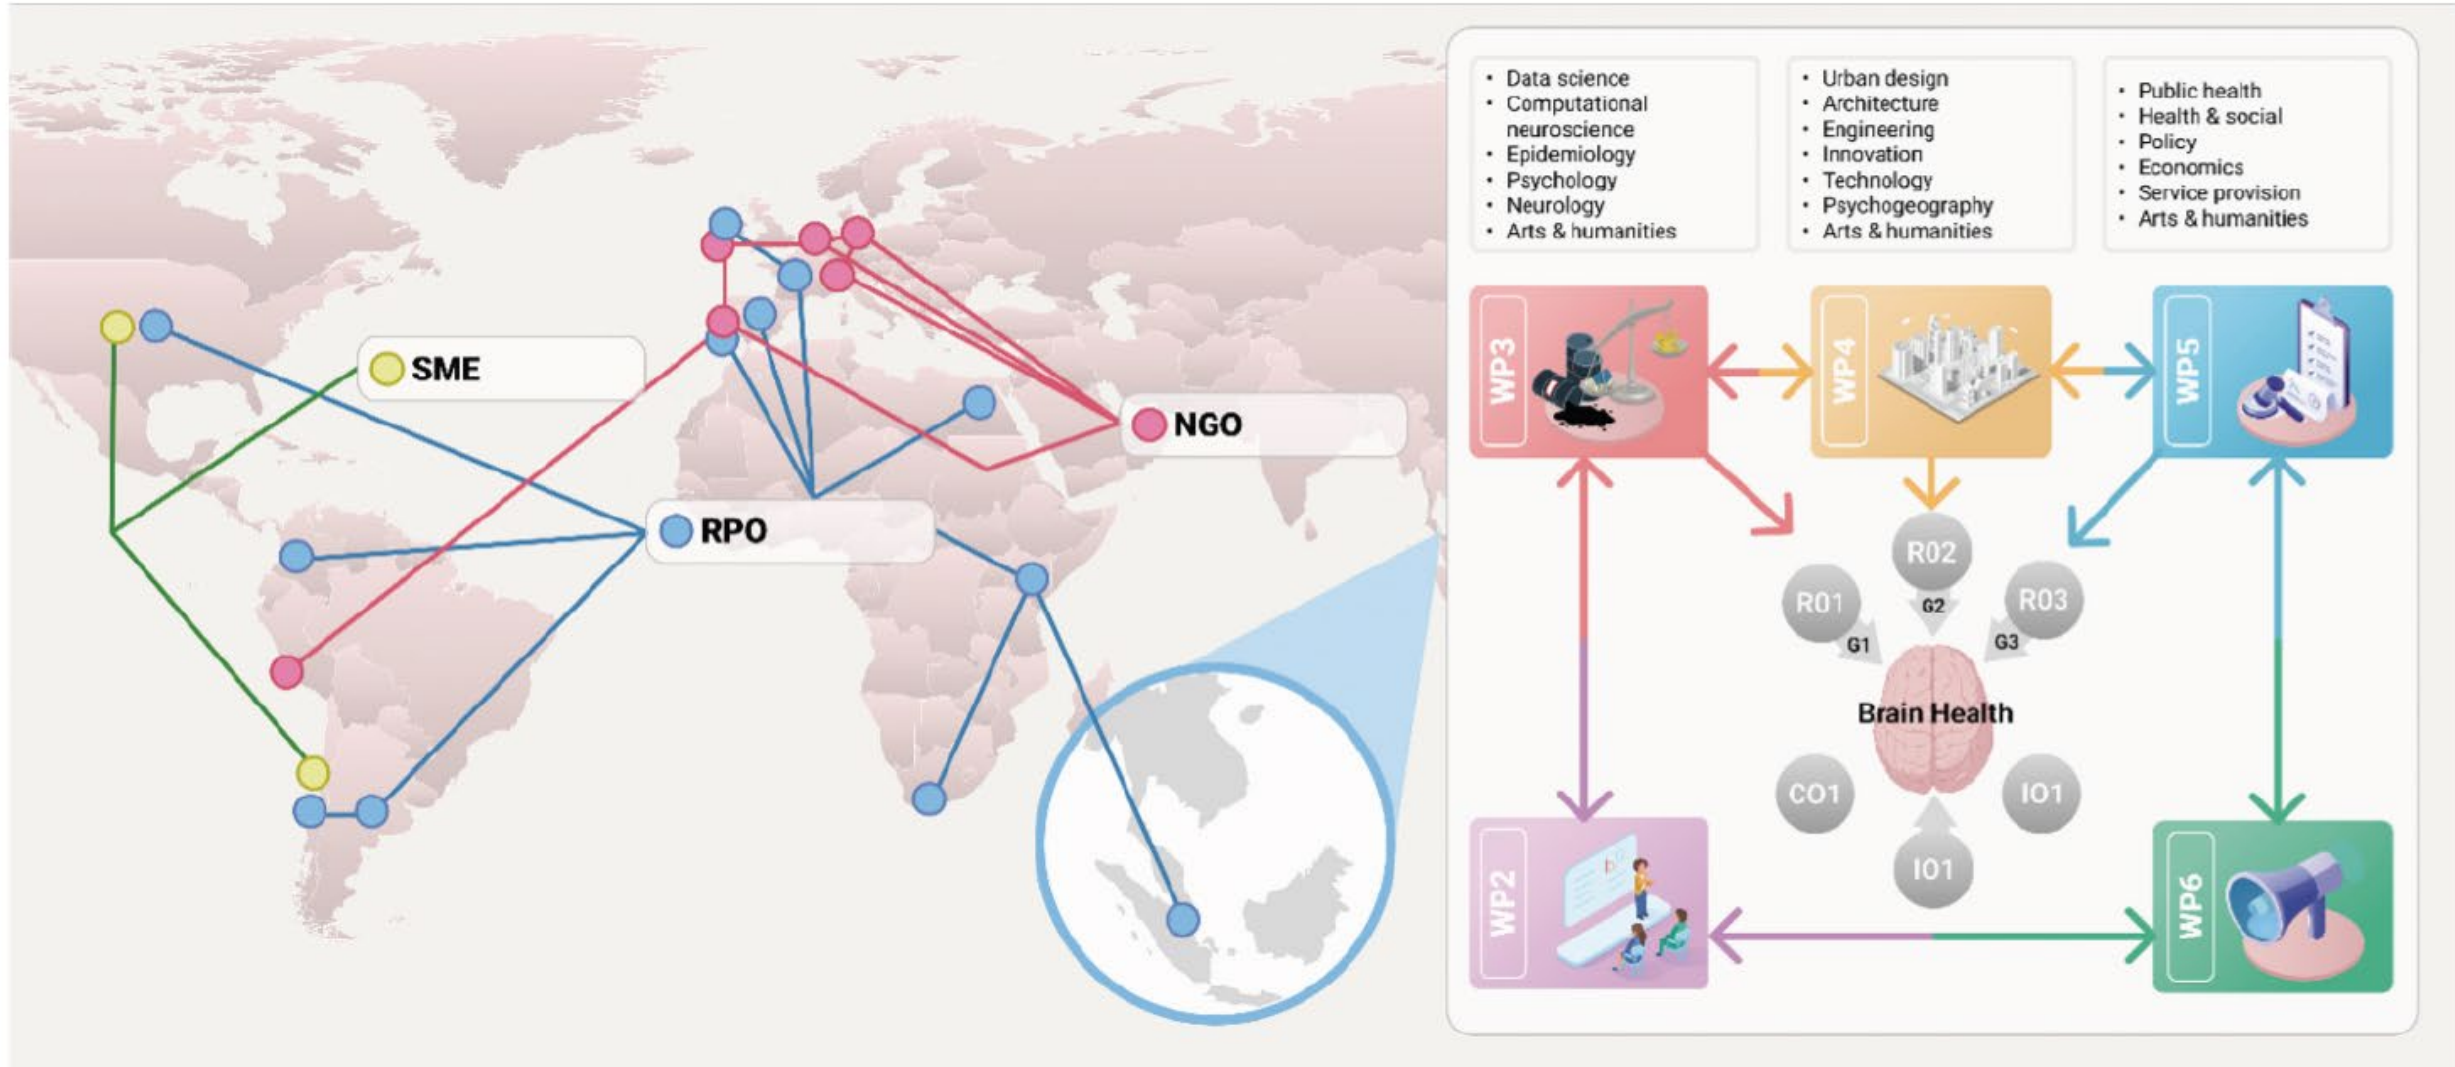 SME
NGO
RPO
• Data science
• Computational
neuroscience
• Epidemiology
• Psychology
• Neurology
• Arts & humanities
• Urban design
• Architecture
• Engineering
• Innovation
• Technology
• Psychogeography
• Arts & humanities
• Public health
• Health & social
• Policy
• Economics
• Service provision
• Arts & humanities
WP3
WP4
WP5
R02
R01
R03
G2
G1
G3
Brain Health
CO1
IO1
IO1
WP2
WP6